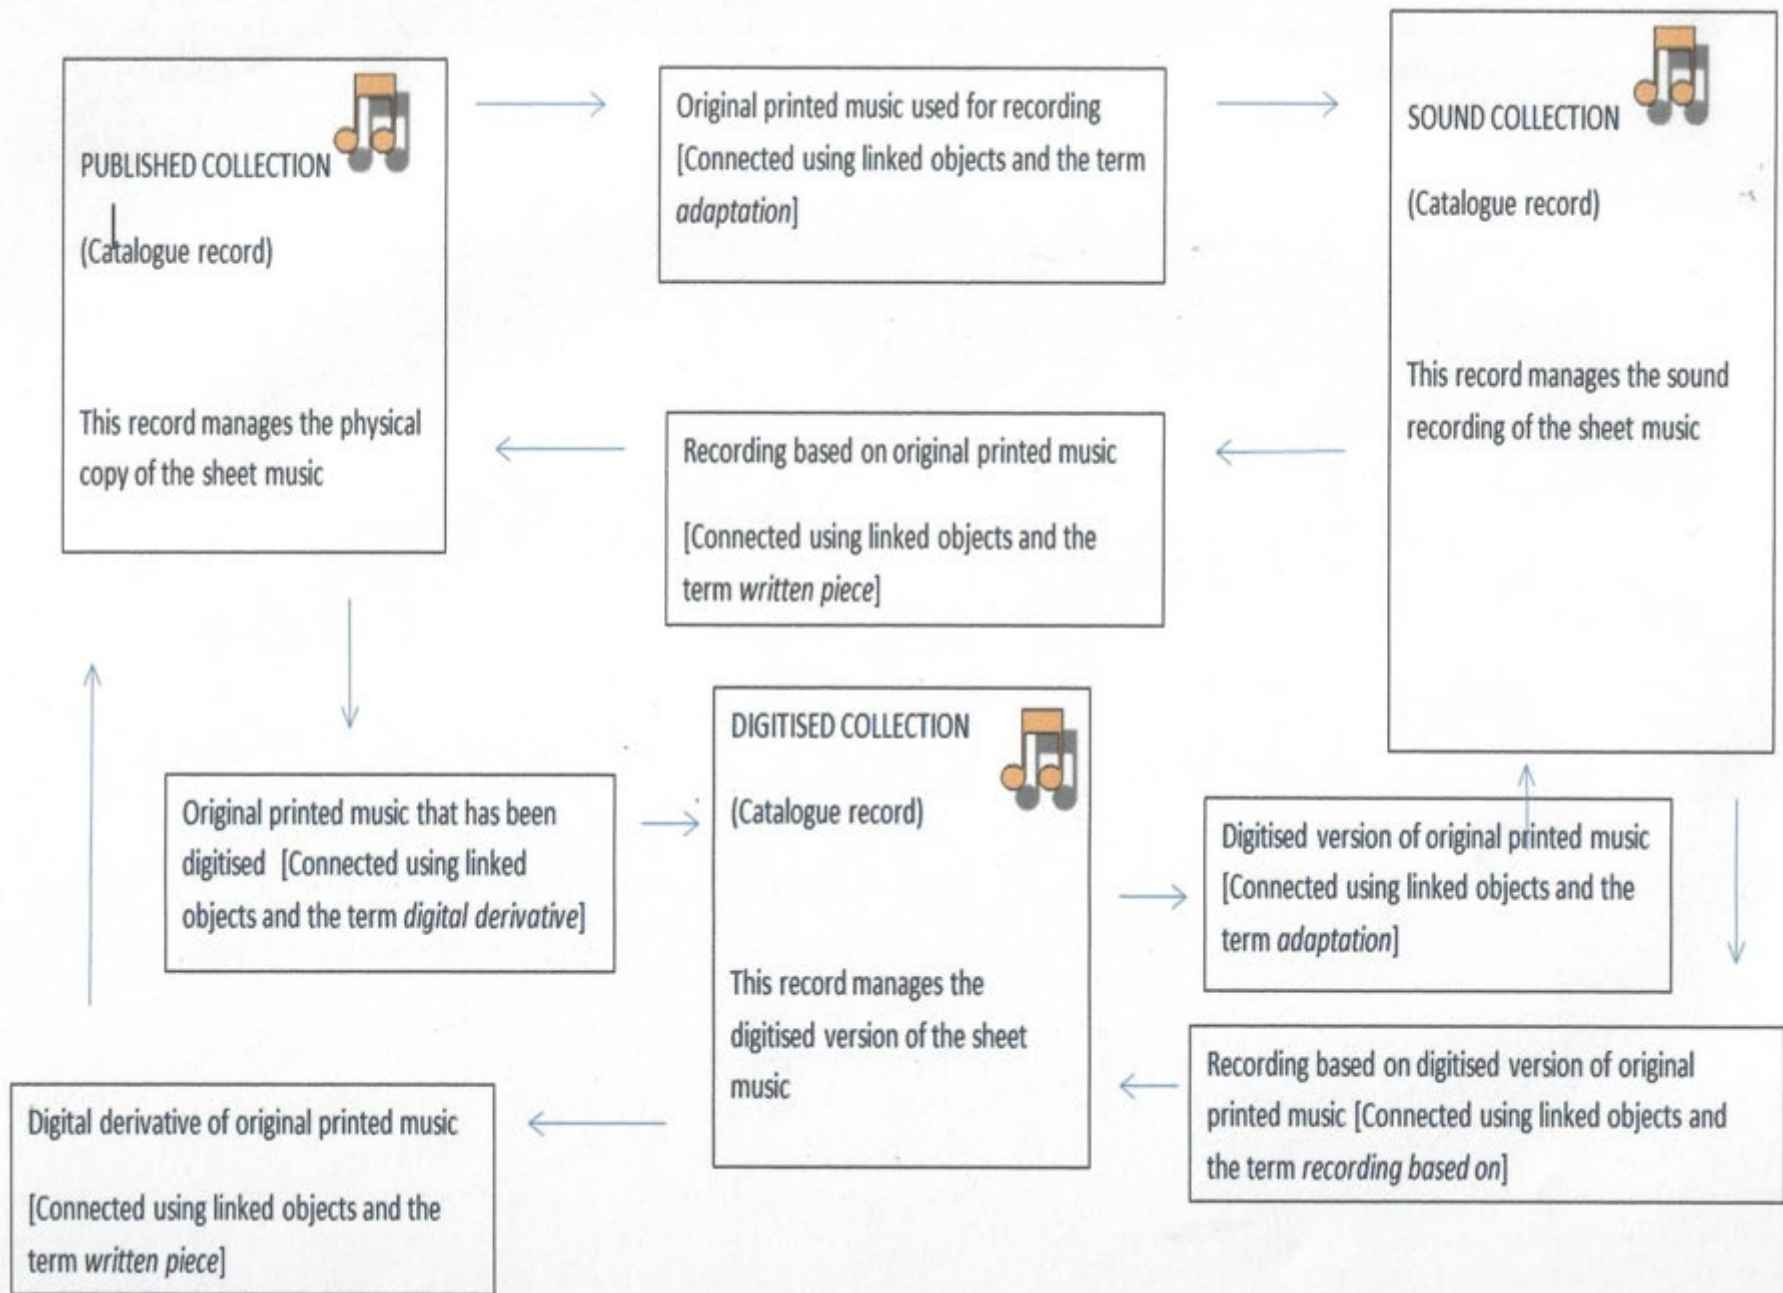 PUBLISHED COLLECTION
(Catalogue record)
This record manages the physical
copy of the sheet music
Original printed music used for recording
[Connected using linked objects and the term
adaptation]
SOUND COLLECTION
(Catalogue record)
This record manages the sound
recording of the sheet music
Recording based on original printed music
[Connected using linked objects and the
term written piece]
Original printed music that has been
digitised [Connected using linked
objects and the term digital derivative]
DIGITISED COLLECTION
(Catalogue record)
This record manages the
digitised version of the sheet
music
Digitised version of original printed music
[Connected using linked objects and the
term adaptation]
Recording based on digitised version of original
printed music [Connected using linked objects and
the term recording based on]
Digital derivative of original printed music
[Connected using linked objects and the
term written piece]